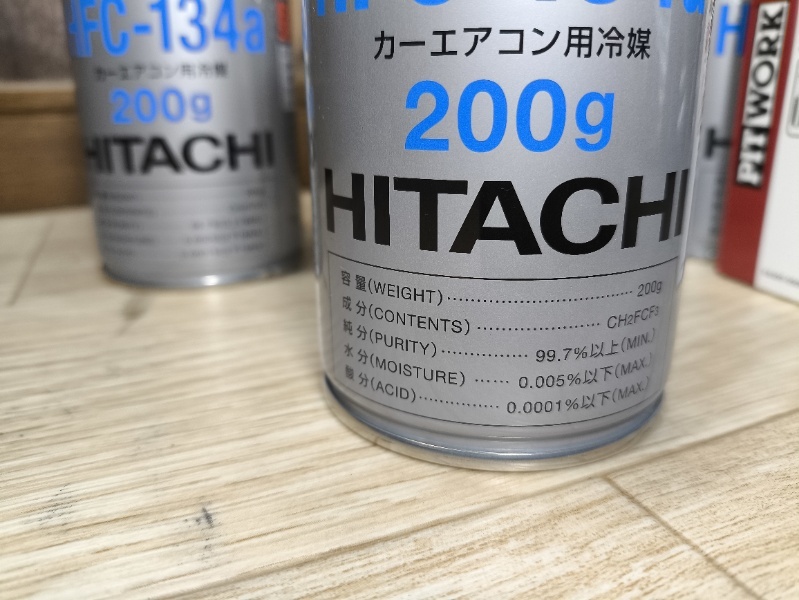 HFC-134a
カーエアコン用冷媒
200g
HITACHI
カーエアコン用冷媒
200g
HITACHI
容量(WEIGHT) 200g
成分(CONTENTS) CH2FCF3
純分(PURITY) 99.7%以上(MIN.)
水分(MOISTURE) 0.005%以下(MAX.)
酸分(ACID) 0.0001%以下(MAX.)
PITWORK